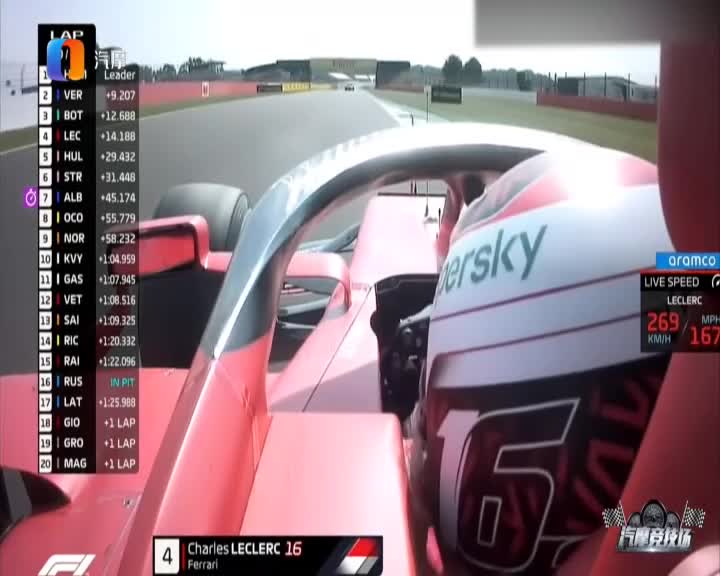 LAP
汽摩
1 Leader
2 VER +9.207
3 BOT +12.688
4 LEC +14.188
5 HUL +29.432
6 STR +31.448
7 ALB +45.174
8 OCO +55.779
9 NOR +58.232
10 KVY +1:04.959
11 GAS +1:07.945
12 VET +1:08.516
13 SAI +1:09.325
14 RIC +1:20.332
15 RAI +1:22.096
16 RUS IN PIT
17 LAT +1:25.988
18 GIO +1 LAP
19 GRO +1 LAP
20 MAG +1 LAP
persky
16
aramco
LIVE SPEED
LECLERC
269 MPH
KM/H 167
4 Charles LECLERC 16
Ferrari
F1
汽摩竞技场